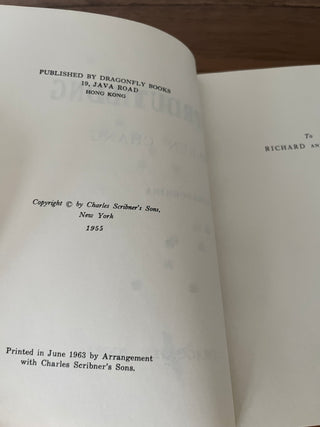 PUBLISHED BY DRAGONFLY BOOKS
19, JAVA ROAD
HONG KONG
Copyright © by Charles Scribner's Sons,
New York
1955
Printed in June 1963 by Arrangement
with Charles Scribner's Sons.
To
RICHARD AN